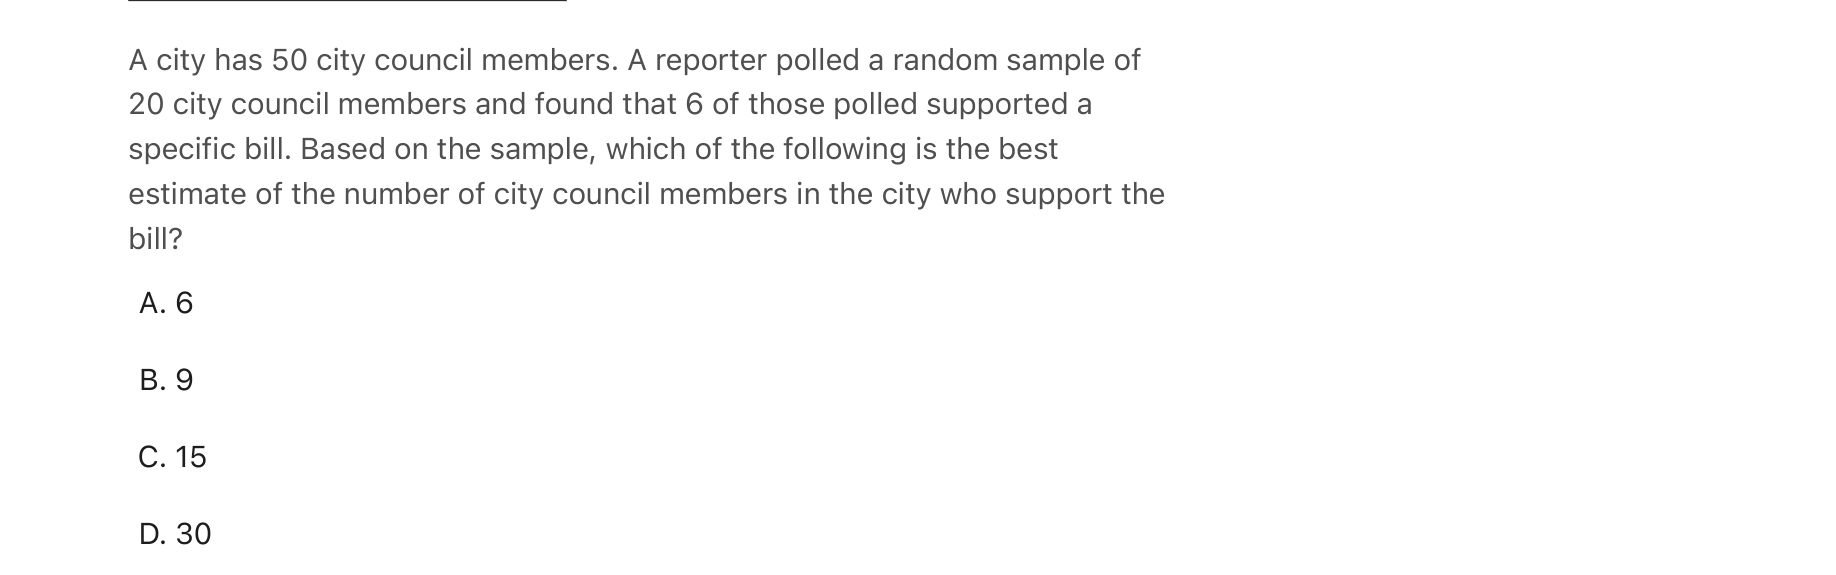 A city has 50 city council members. A reporter polled a random sample of
20 city council members and found that 6 of those polled supported a
specific bill. Based on the sample, which of the following is the best
estimate of the number of city council members in the city who support the
bill?
A. 6
B. 9
C. 15
D. 30